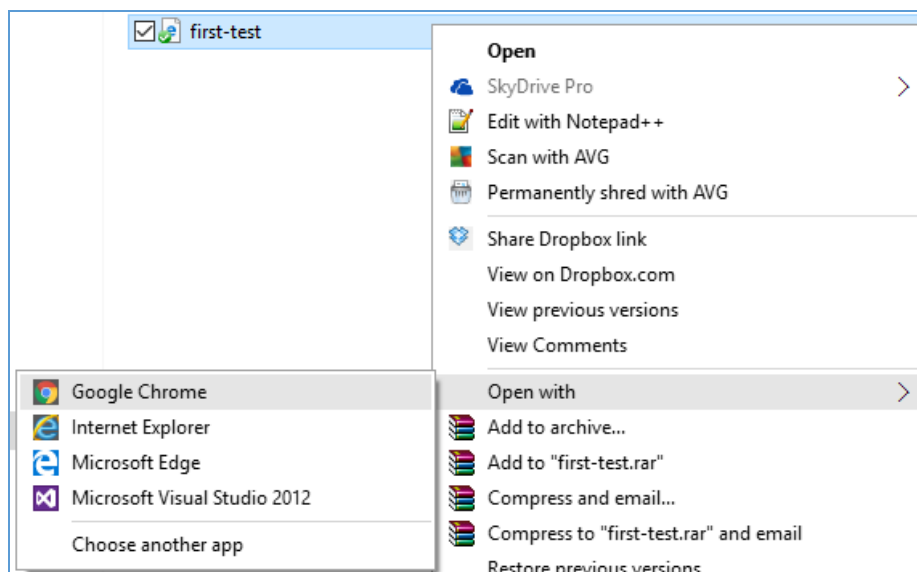 first-test
Open
SkyDrive Pro
Edit with Notepad++
Scan with AVG
Permanently shred with AVG
Share Dropbox link
View on Dropbox.com
View previous versions
View Comments
Open with
Add to archive...
Add to "first-test.rar"
Compress and email...
Compress to "first-test.rar" and email
Restore previous versions
Google Chrome
Internet Explorer
Microsoft Edge
Microsoft Visual Studio 2012
Choose another app